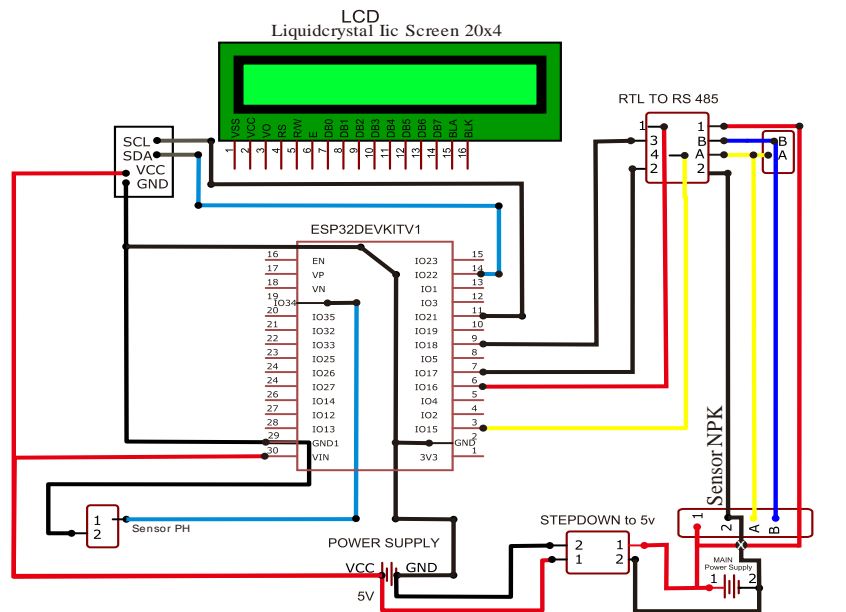 LCD
Liquidcrystal Iic Screen 20x4
VSS VCC VO RS R/W E DB0 DB1 DB2 DB3 DB4 DB5 DB6 DB7 BLA BLK
1 2 3 4 5 6 7 8 9 10 11 12 13 14 15 16
SCL
SDA
VCC
GND
RTL TO RS 485
1 1
3 B B
4 A A
2 2
ESP32DEVKITV1
16 EN IO23 15
17 VP IO22 14
18 VN IO1 13
19 IO34 IO3 12
20 IO35 IO21 11
21 IO32 IO19 10
22 IO33 IO18 9
23 IO25 IO5 8
24 IO26 IO17 7
24 IO27 IO16 6
26 IO14 IO4 5
27 IO12 IO2 4
28 IO13 IO15 3
29 GND1 GND 2
30 VIN 3V3 1
Sensor NPK
1 2 A B
1
2
Sensor PH
STEPDOWN to 5v
2 1
1 2
POWER SUPPLY
VCC GND
5V
MAIN
Power Supply
1 2